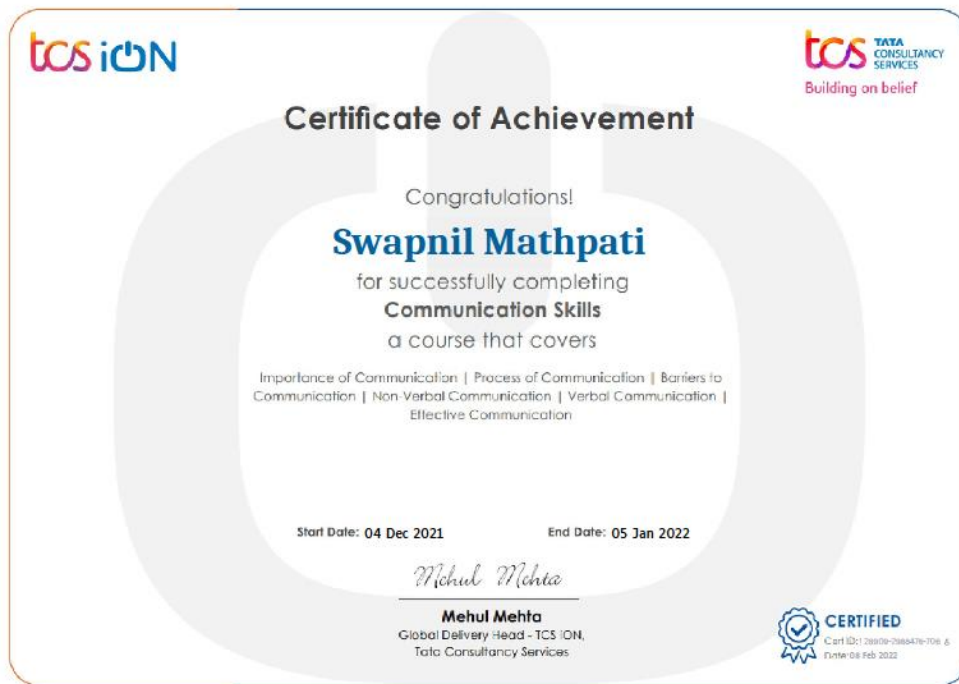 tcs iON
tcs TATA
CONSULTANCY
SERVICES
Building on belief
Certificate of Achievement
Congratulations!
Swapnil Mathpati
for successfully completing
Communication Skills
a course that covers
Importance of Communication | Process of Communication | Barriers to
Communication | Non-Verbal Communication | Verbal Communication |
Effective Communication
Start Date: 04 Dec 2021 End Date: 05 Jan 2022
Mehul Mehta
Mehul Mehta
Global Delivery Head - TCS iON,
Tata Consultancy Services
CERTIFIED
Cert ID:
Date: 08 Feb 2022